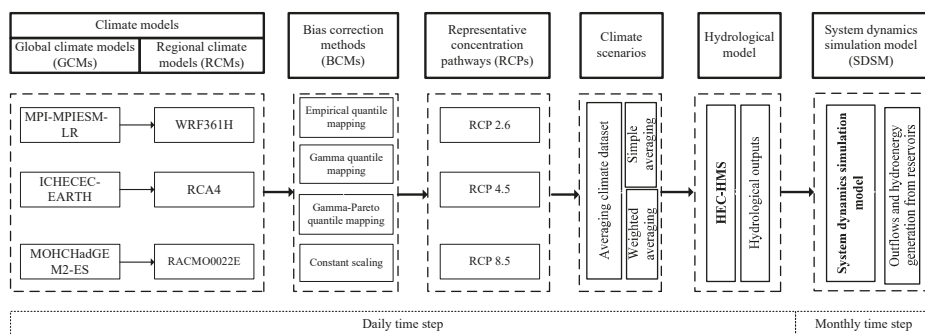 Climate models
Global climate models
(GCMs)
Regional climate
models (RCMs)
Bias correction
methods (BCMs)
Representative
concentration
pathways (RCPs)
Climate
scenarios
Hydrological
model
System dynamics
simulation model
(SDSM)
MPI-MPIESM-
LR
WRF361H
ICHECEC-
EARTH
RCA4
MOHCHadGE
M2-ES
RACMO0022E
Empirical quantile
mapping
Gamma quantile
mapping
Gamma-Pareto
quantile mapping
Constant scaling
RCP 2.6
RCP 4.5
RCP 8.5
Averaging climate dataset
Simple
averaging
Weighted
averaging
HEC-HMS
Hydrological outputs
System dynamics simulation
model
Outflows and hydroenergy
generation from reservoirs
Daily time step
Monthly time step